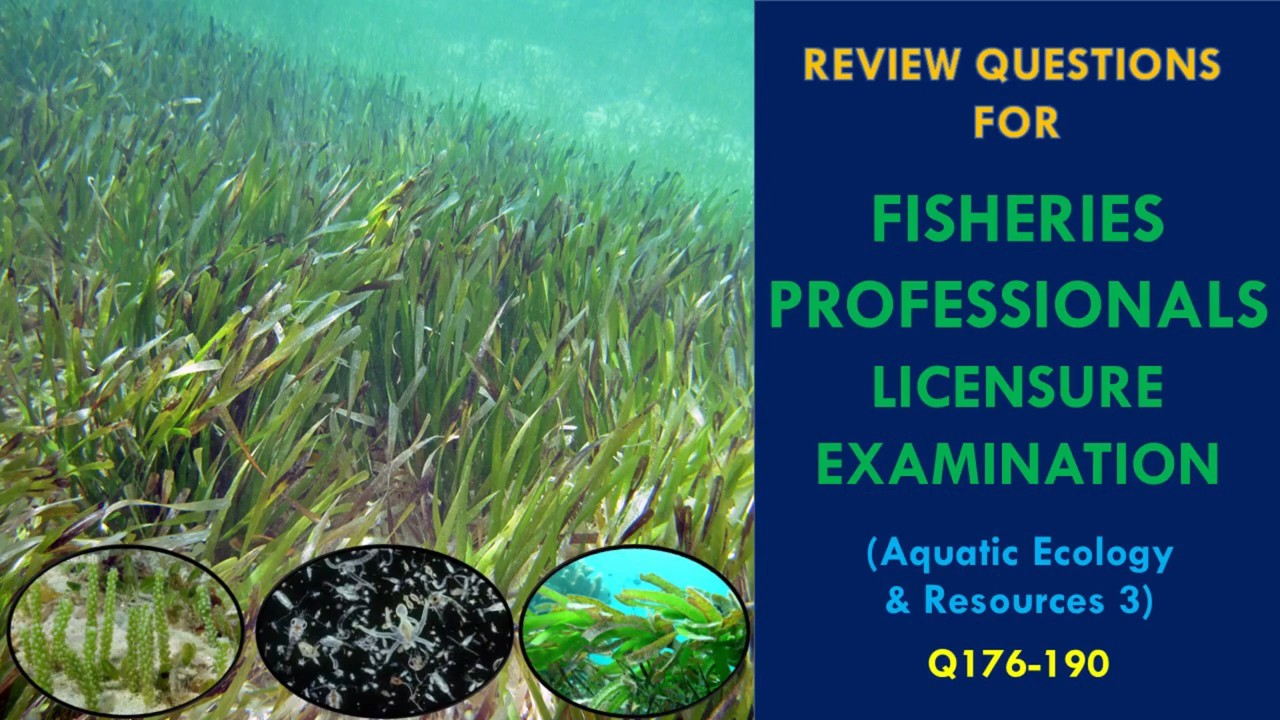 REVIEW QUESTIONS
FOR
FISHERIES
PROFESSIONALS
LICENSURE
EXAMINATION
(Aquatic Ecology
& Resources 3)
Q176-190